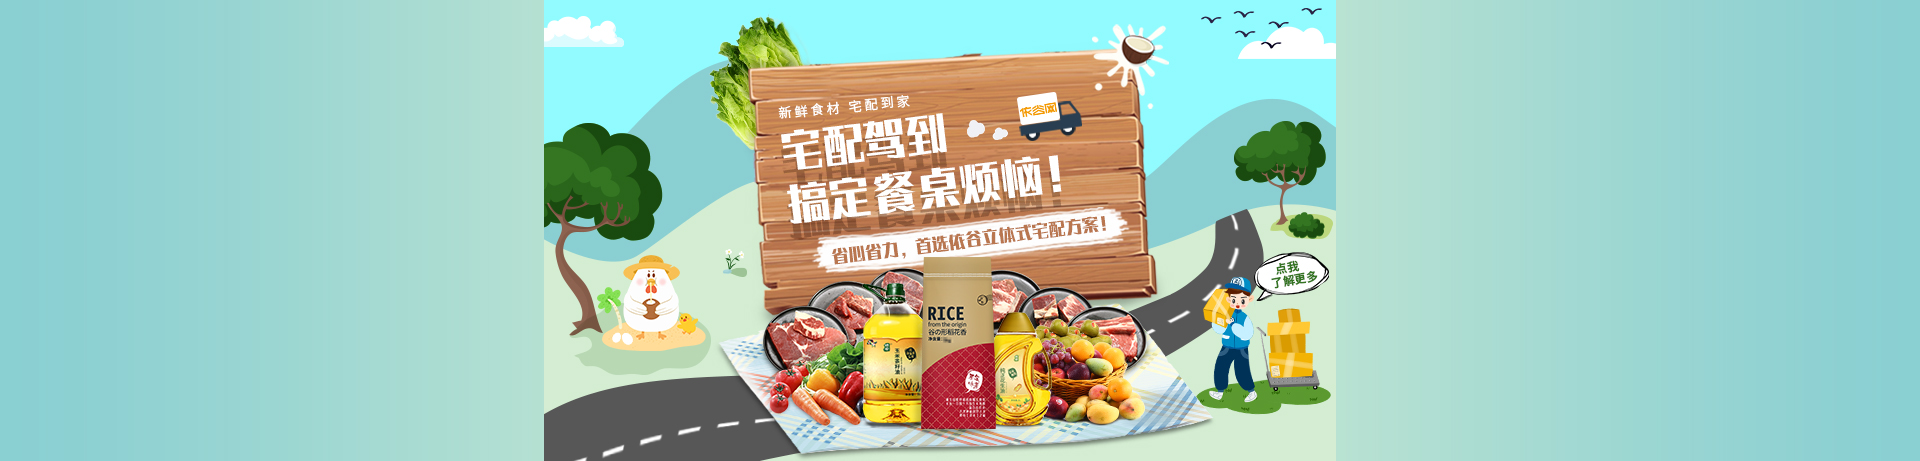 新鲜食材 宅配到家
依谷网
宅配驾到
搞定餐桌烦恼！
省心省力，首选依谷立体式宅配方案！
点我
了解更多
RICE
from the origin
谷の形稻花香